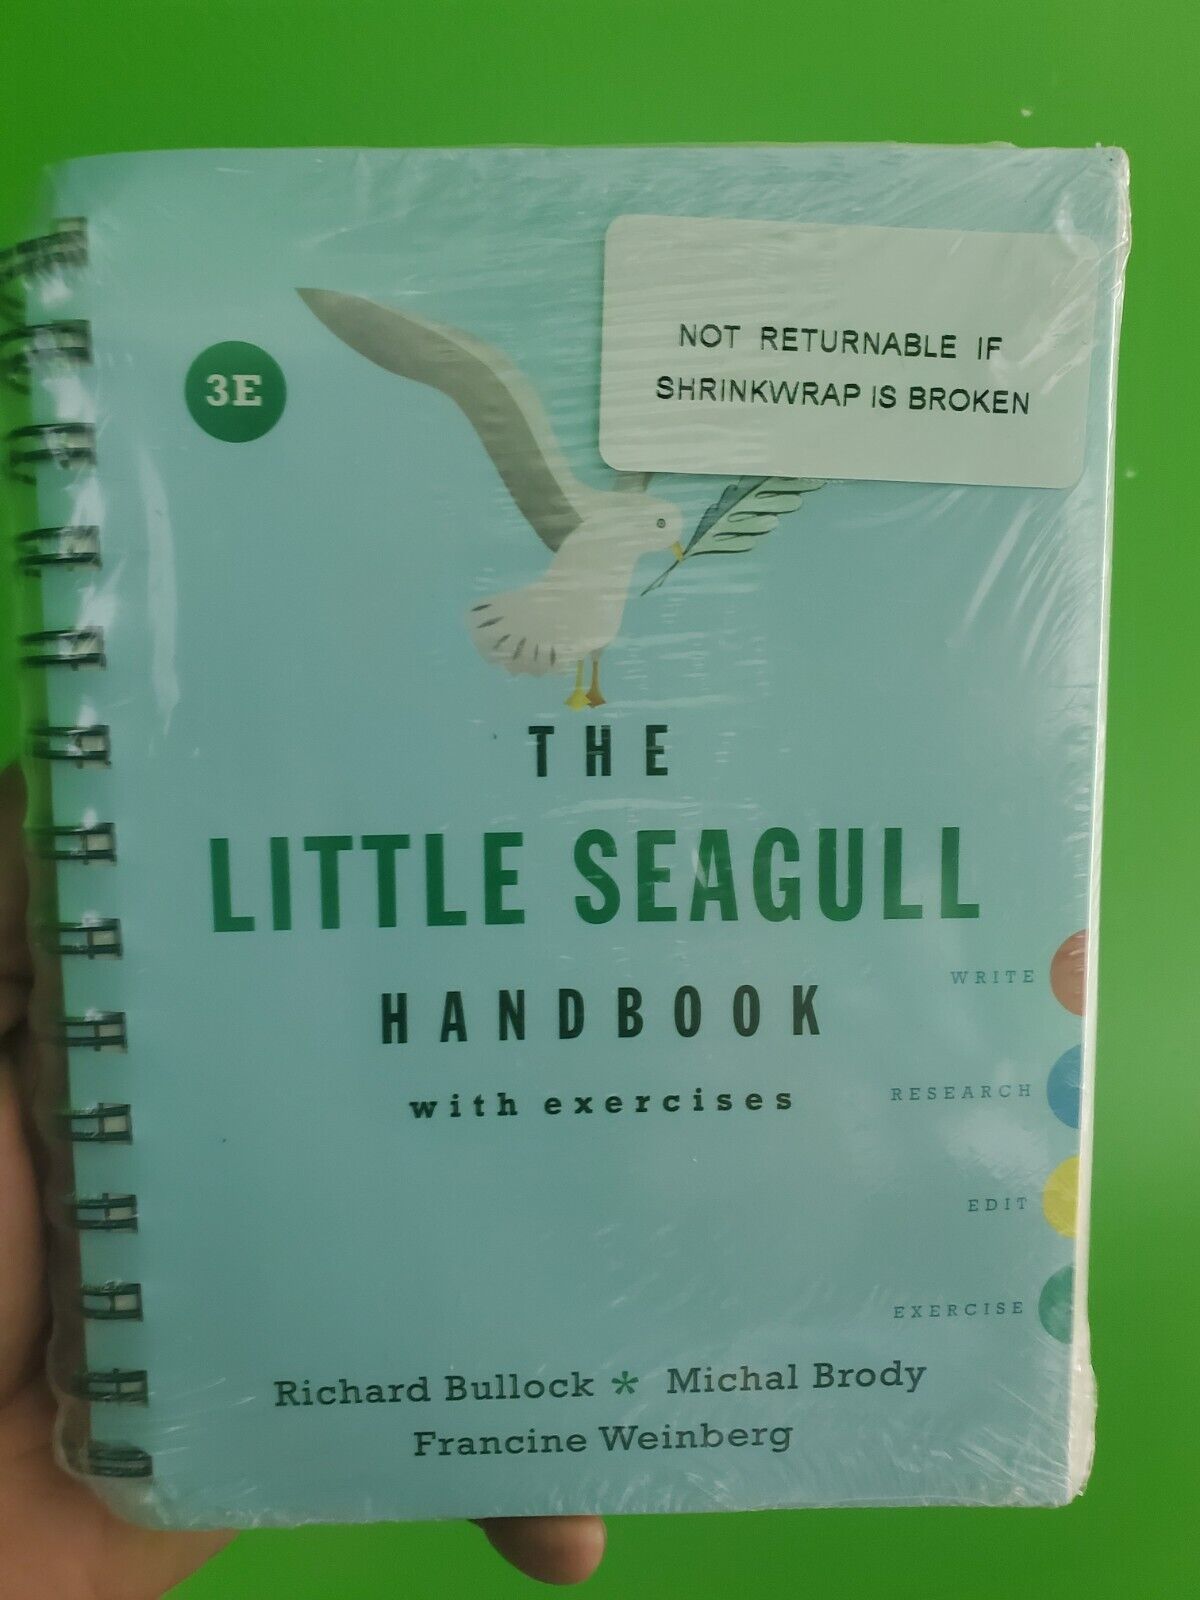 NOT RETURNABLE IF
SHRINKWRAP IS BROKEN
3E
THE
LITTLE SEAGULL
HANDBOOK
with exercises
WRITE
RESEARCH
EDIT
EXERCISE
Richard Bullock * Michal Brody
Francine Weinberg